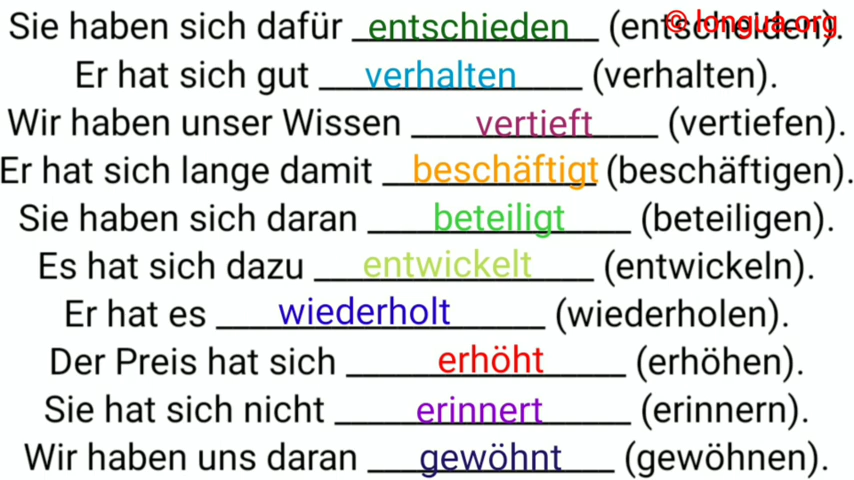 Sie haben sich dafür entschieden (entscheiden).
© longua.org
Er hat sich gut verhalten (verhalten).
Wir haben unser Wissen vertieft (vertiefen).
Er hat sich lange damit beschäftigt (beschäftigen).
Sie haben sich daran beteiligt (beteiligen).
Es hat sich dazu entwickelt (entwickeln).
Er hat es wiederholt (wiederholen).
Der Preis hat sich erhöht (erhöhen).
Sie hat sich nicht erinnert (erinnern).
Wir haben uns daran gewöhnt (gewöhnen).